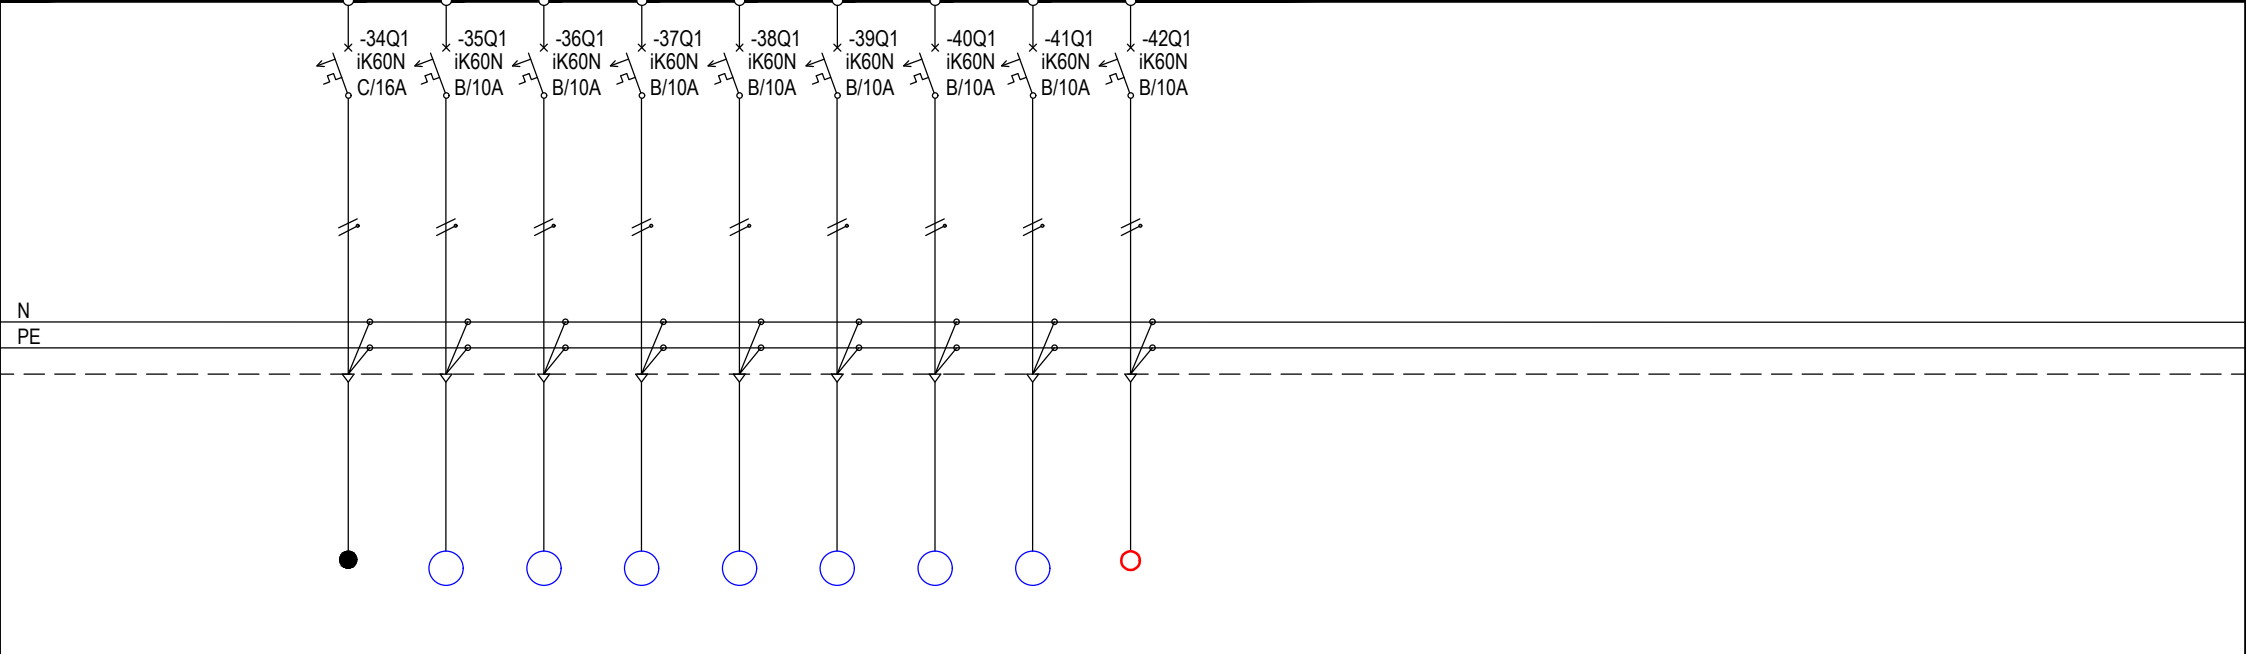 -34Q1
iK60N
C/16A
-35Q1
iK60N
B/10A
-36Q1
iK60N
B/10A
-37Q1
iK60N
B/10A
-38Q1
iK60N
B/10A
-39Q1
iK60N
B/10A
-40Q1
iK60N
B/10A
-41Q1
iK60N
B/10A
-42Q1
iK60N
B/10A
N
PE